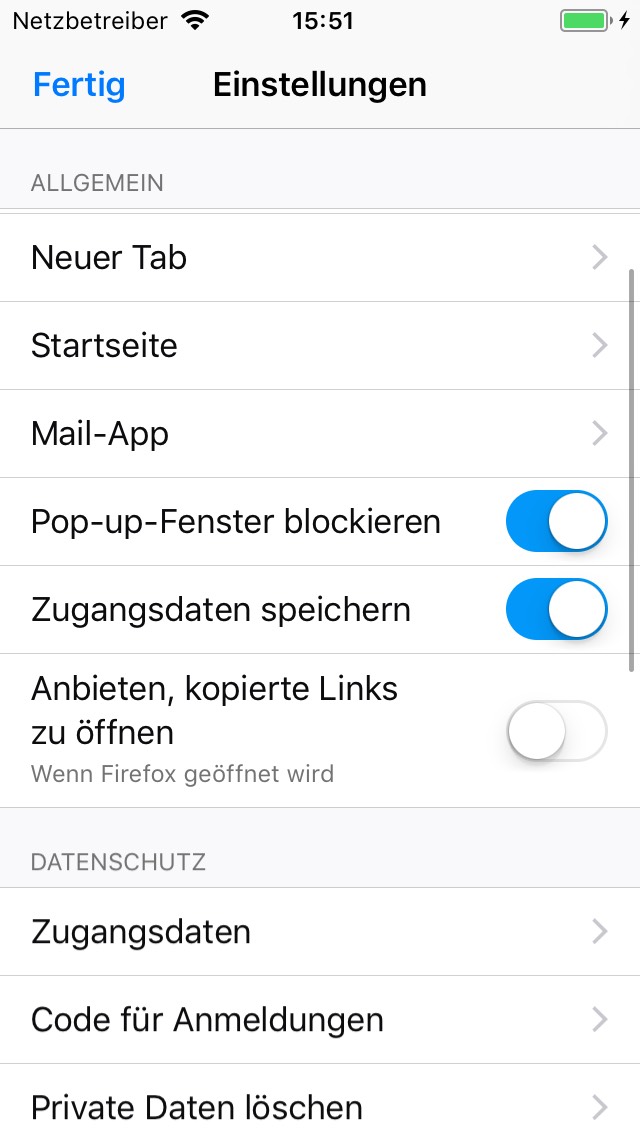 Netzbetreiber 15:51
Fertig Einstellungen
ALLGEMEIN
Neuer Tab
Startseite
Mail-App
Pop-up-Fenster blockieren
Zugangsdaten speichern
Anbieten, kopierte Links
zu öffnen
Wenn Firefox geöffnet wird
DATENSCHUTZ
Zugangsdaten
Code für Anmeldungen
Private Daten löschen